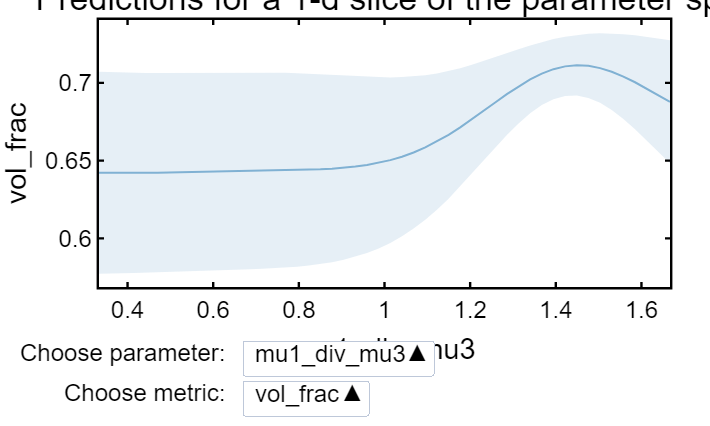 Predictions for a 1-d slice of the parameter
vol_frac
0.7
0.65
0.6
0.4 0.6 0.8 1 1.2 1.4 1.6
Choose parameter: mu1_div_mu3▲
Choose metric: vol_frac▲